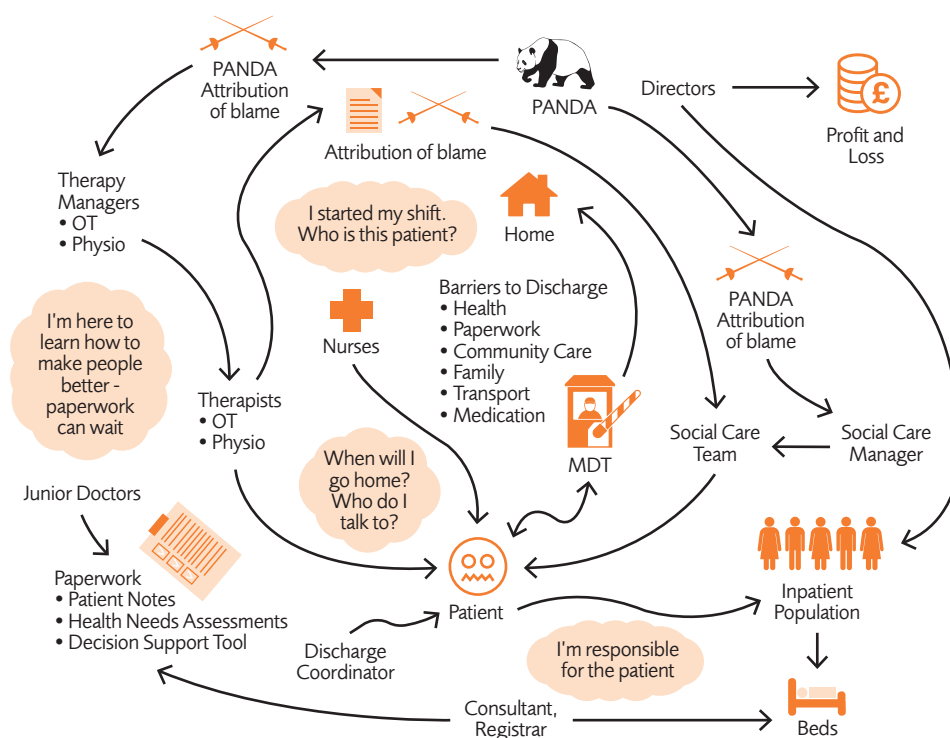 PANDA
Attribution
of blame
PANDA
Directors
£
Profit and
Loss
Attribution of blame
Therapy
Managers
• OT
• Physio
I started my shift.
Who is this patient?
Home
PANDA
Attribution
of blame
I'm here to
learn how to
make people
better -
paperwork
can wait
Nurses
Barriers to Discharge
• Health
• Paperwork
• Community Care
• Family
• Transport
• Medication
Therapists
• OT
• Physio
MDT
Social Care
Team
Social Care
Manager
When will I
go home?
Who do I
talk to?
Junior Doctors
Paperwork
• Patient Notes
• Health Needs Assessments
• Decision Support Tool
Patient
Inpatient
Population
Discharge
Coordinator
I'm responsible
for the patient
Consultant,
Registrar
Beds